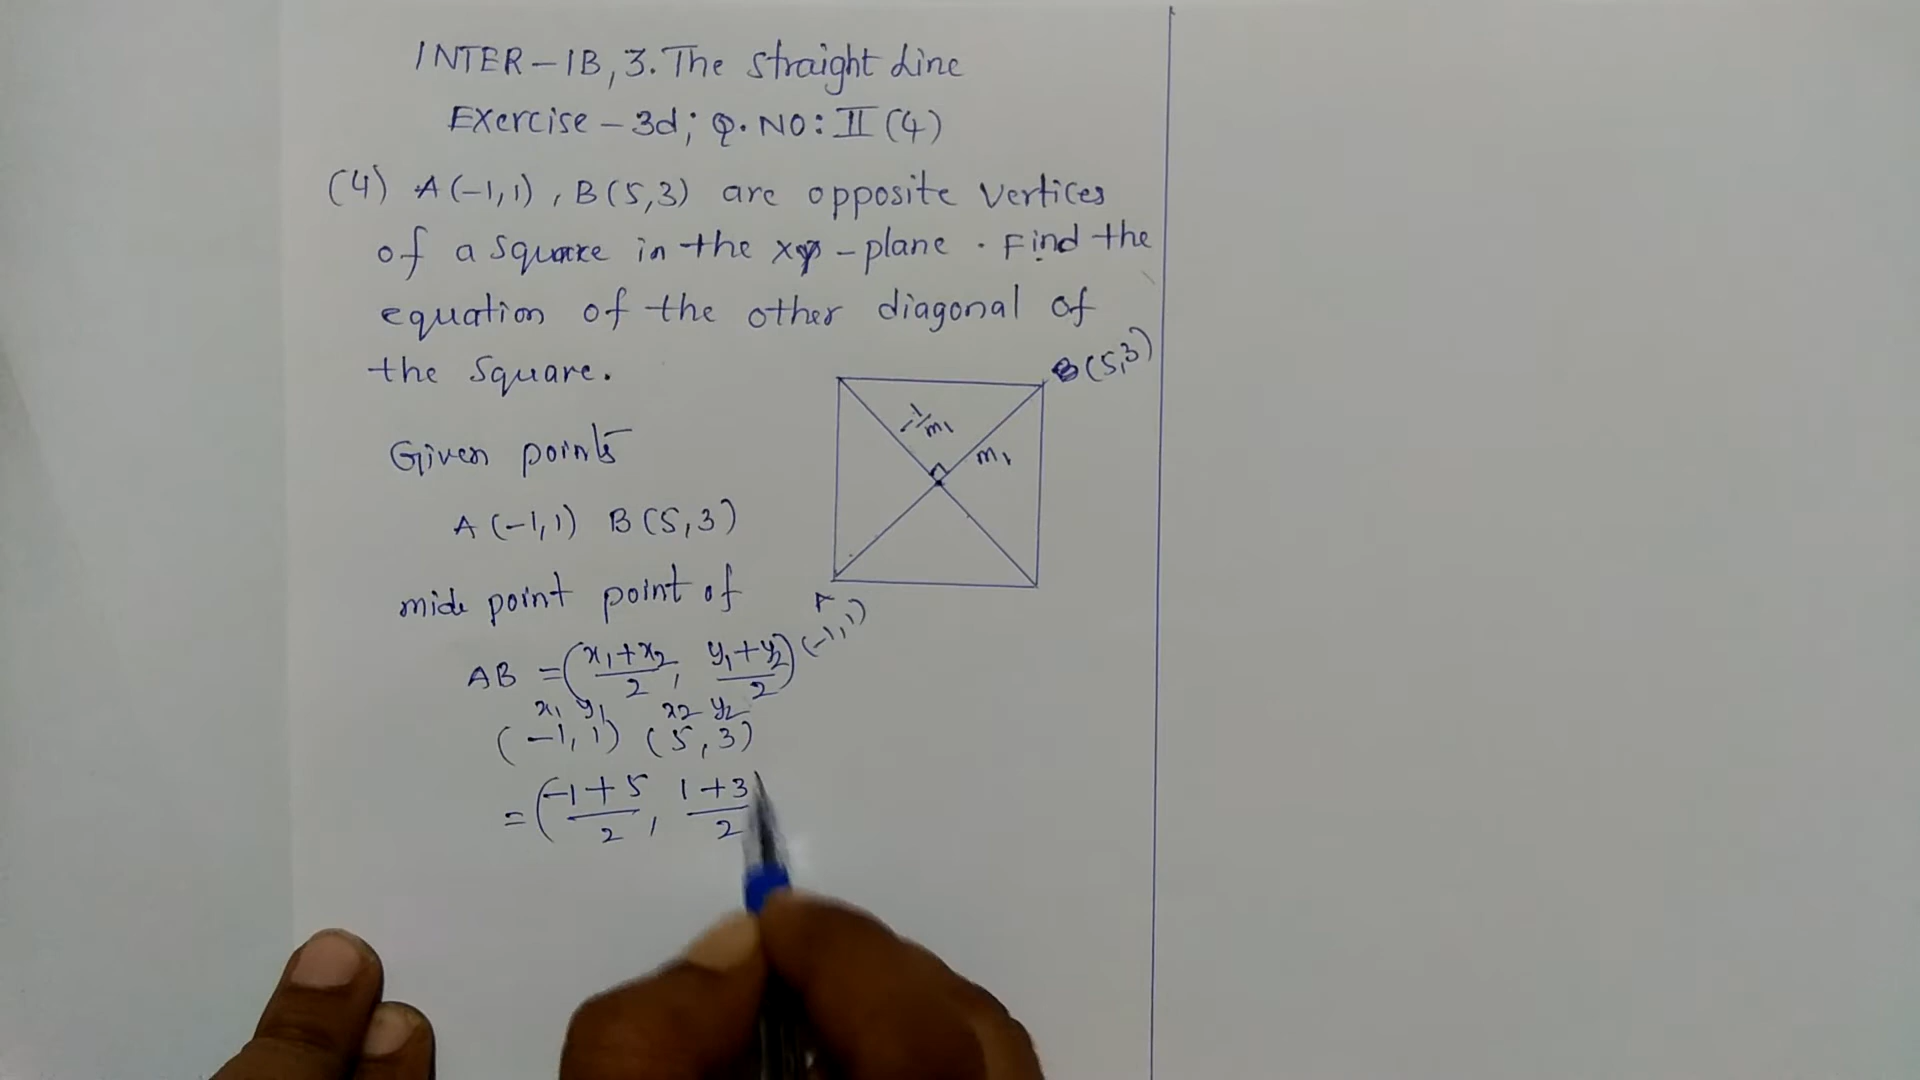 INTER-1B, 3. The straight Line
Exercise - 3d; Q. NO: II (4)
(4) A(-1,1), B(5,3) are opposite vertices
of a square in the xy-plane. Find the
equation of the other diagonal of
the square.
B(5,3)
-1/m₁
m₁
A
(-1,1)
Given points
A(-1,1) B(5,3)
mid point point of
AB = (x₁+x₂/2, y₁+y₂/2)
x₁ y₁ x₂ y₂
(-1,1) (5,3)
= (-1+5/2, 1+3/2